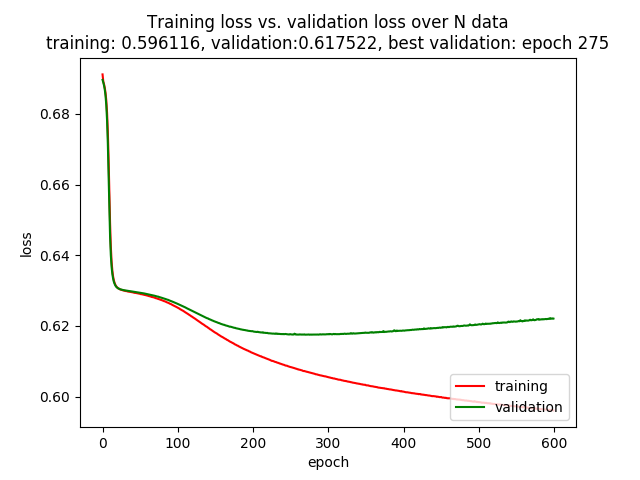 Training loss vs. validation loss over N data
training: 0.596116, validation:0.617522, best validation: epoch 275
loss
0.68
0.66
0.64
0.62
0.60
training
validation
0
100
200
300
400
500
600
epoch